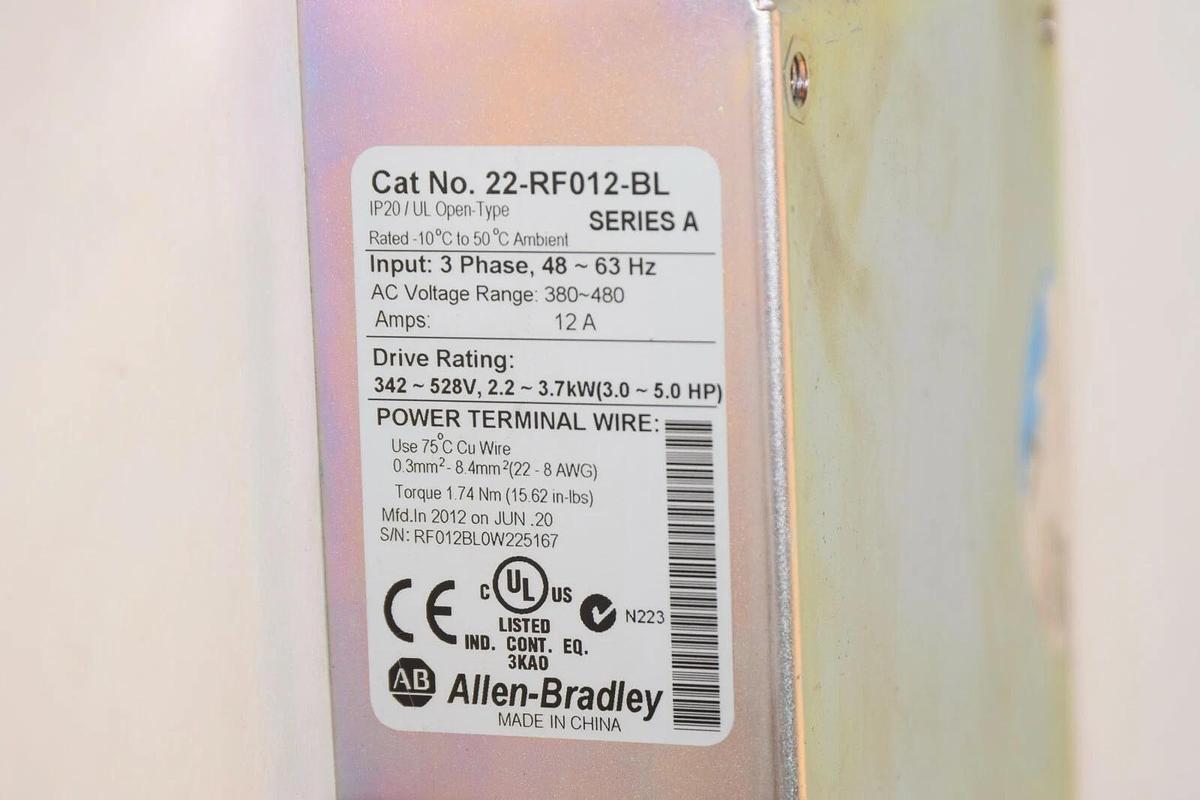 Cat No. 22-RF012-BL
IP20 / UL Open-Type
SERIES A
Rated -10°C to 50°C Ambient
Input: 3 Phase, 48 ~ 63 Hz
AC Voltage Range: 380~480
Amps: 12 A
Drive Rating:
342 ~ 528V, 2.2 ~ 3.7kW(3.0 ~ 5.0 HP)
POWER TERMINAL WIRE:
Use 75°C Cu Wire
0.3mm² - 8.4mm²(22 - 8 AWG)
Torque 1.74 Nm (15.62 in-lbs)
Mfd.In 2012 on JUN .20
S/N: RF012BL0W225167
CE
C UL US
LISTED
IND. CONT. EQ.
3KA0
N223
AB Allen-Bradley
MADE IN CHINA